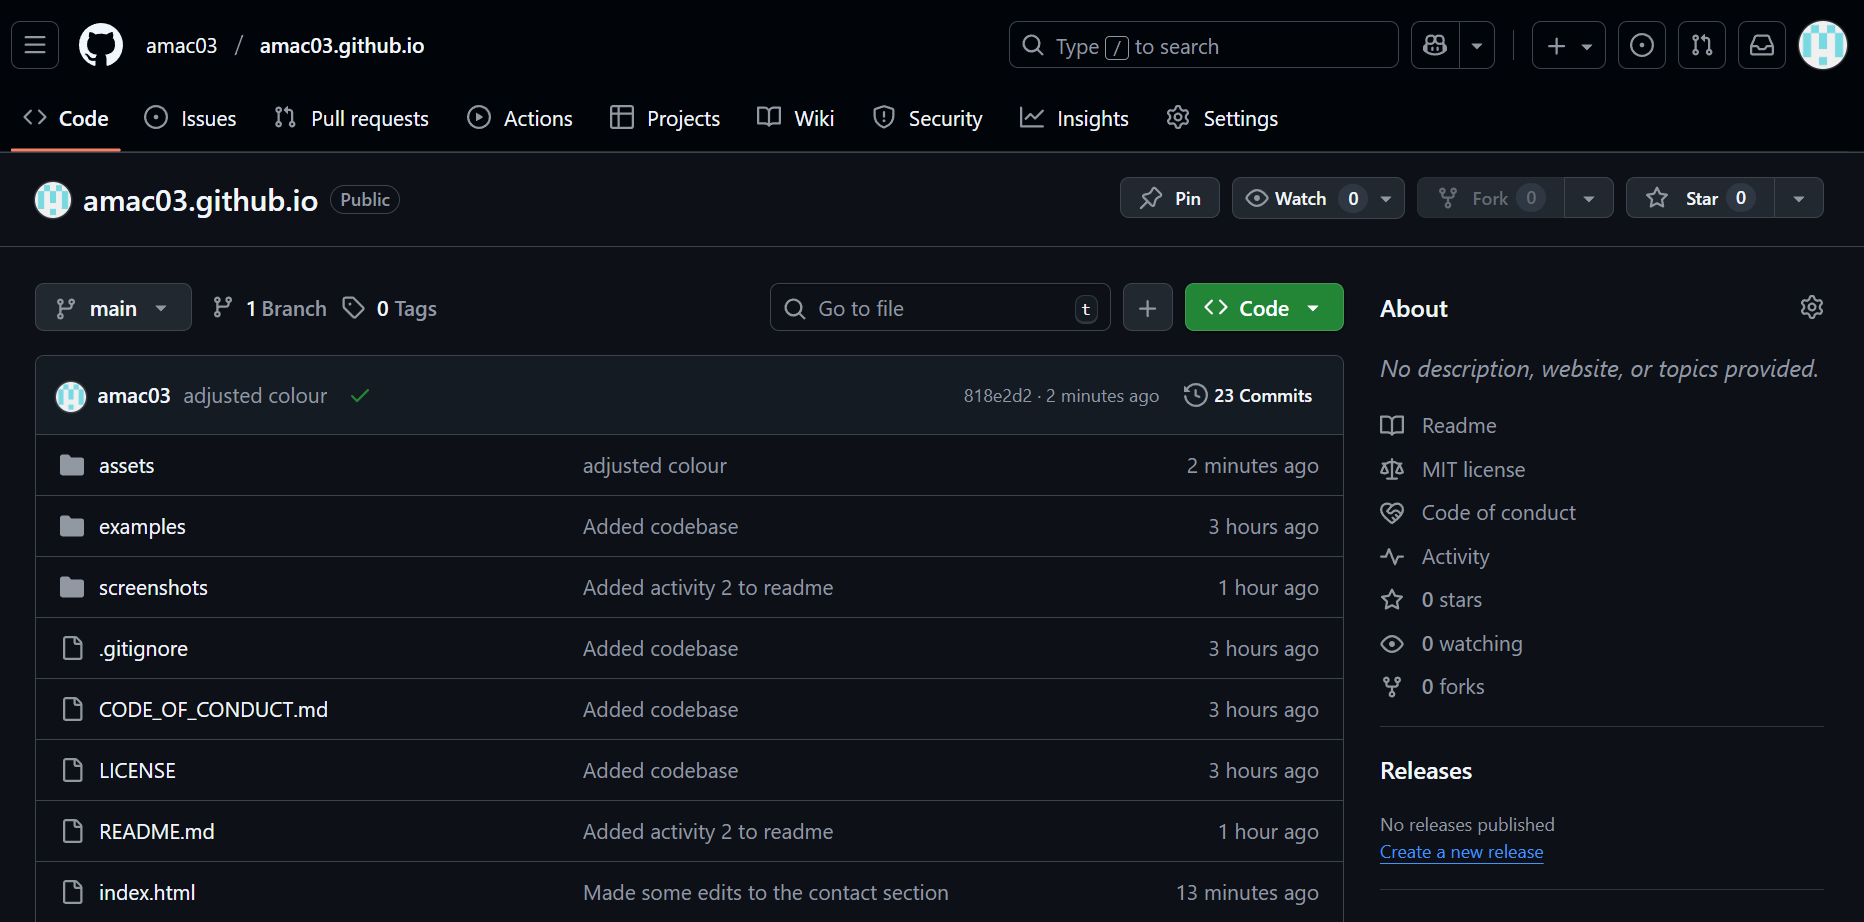 amac03 / amac03.github.io
Type / to search
Code Issues Pull requests Actions Projects Wiki Security Insights Settings
amac03.github.io Public
Pin Watch 0 Fork 0 Star 0
main 1 Branch 0 Tags
Go to file t
Code
amac03 adjusted colour 818e2d2 · 2 minutes ago 23 Commits
assets adjusted colour 2 minutes ago
examples Added codebase 3 hours ago
screenshots Added activity 2 to readme 1 hour ago
.gitignore Added codebase 3 hours ago
CODE_OF_CONDUCT.md Added codebase 3 hours ago
LICENSE Added codebase 3 hours ago
README.md Added activity 2 to readme 1 hour ago
index.html Made some edits to the contact section 13 minutes ago
About
No description, website, or topics provided.
Readme
MIT license
Code of conduct
Activity
0 stars
0 watching
0 forks
Releases
No releases published
Create a new release